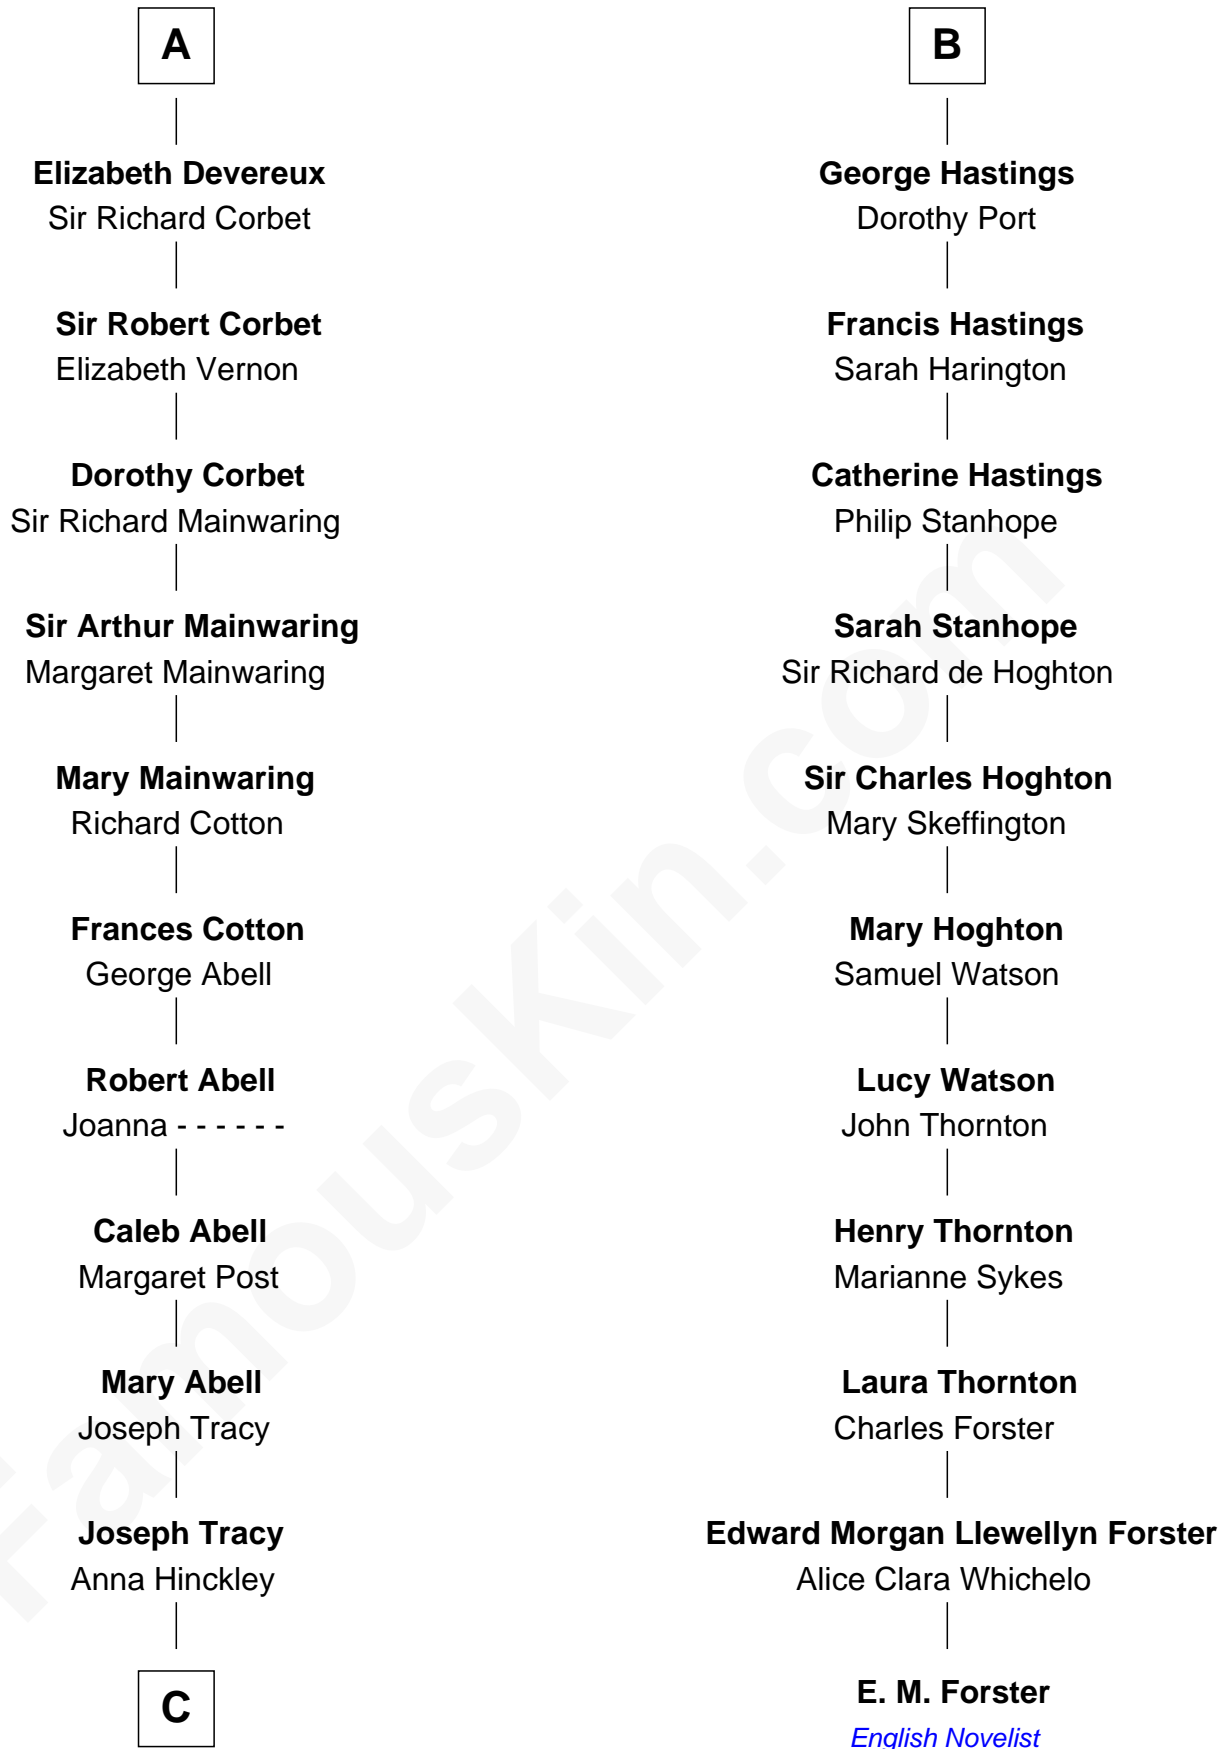 A
Elizabeth Devereux
Sir Richard Corbet
Sir Robert Corbet
Elizabeth Vernon
Dorothy Corbet
Sir Richard Mainwaring
Sir Arthur Mainwaring
Margaret Mainwaring
Mary Mainwaring
Richard Cotton
Frances Cotton
George Abell
Robert Abell
Joanna - - - - - -
Caleb Abell
Margaret Post
Mary Abell
Joseph Tracy
Joseph Tracy
Anna Hinckley
C
B
George Hastings
Dorothy Port
Francis Hastings
Sarah Harington
Catherine Hastings
Philip Stanhope
Sarah Stanhope
Sir Richard de Hoghton
Sir Charles Hoghton
Mary Skeffington
Mary Hoghton
Samuel Watson
Lucy Watson
John Thornton
Henry Thornton
Marianne Sykes
Laura Thornton
Charles Forster
Edward Morgan Llewellyn Forster
Alice Clara Whichelo
E. M. Forster
English Novelist
FamousKin.com